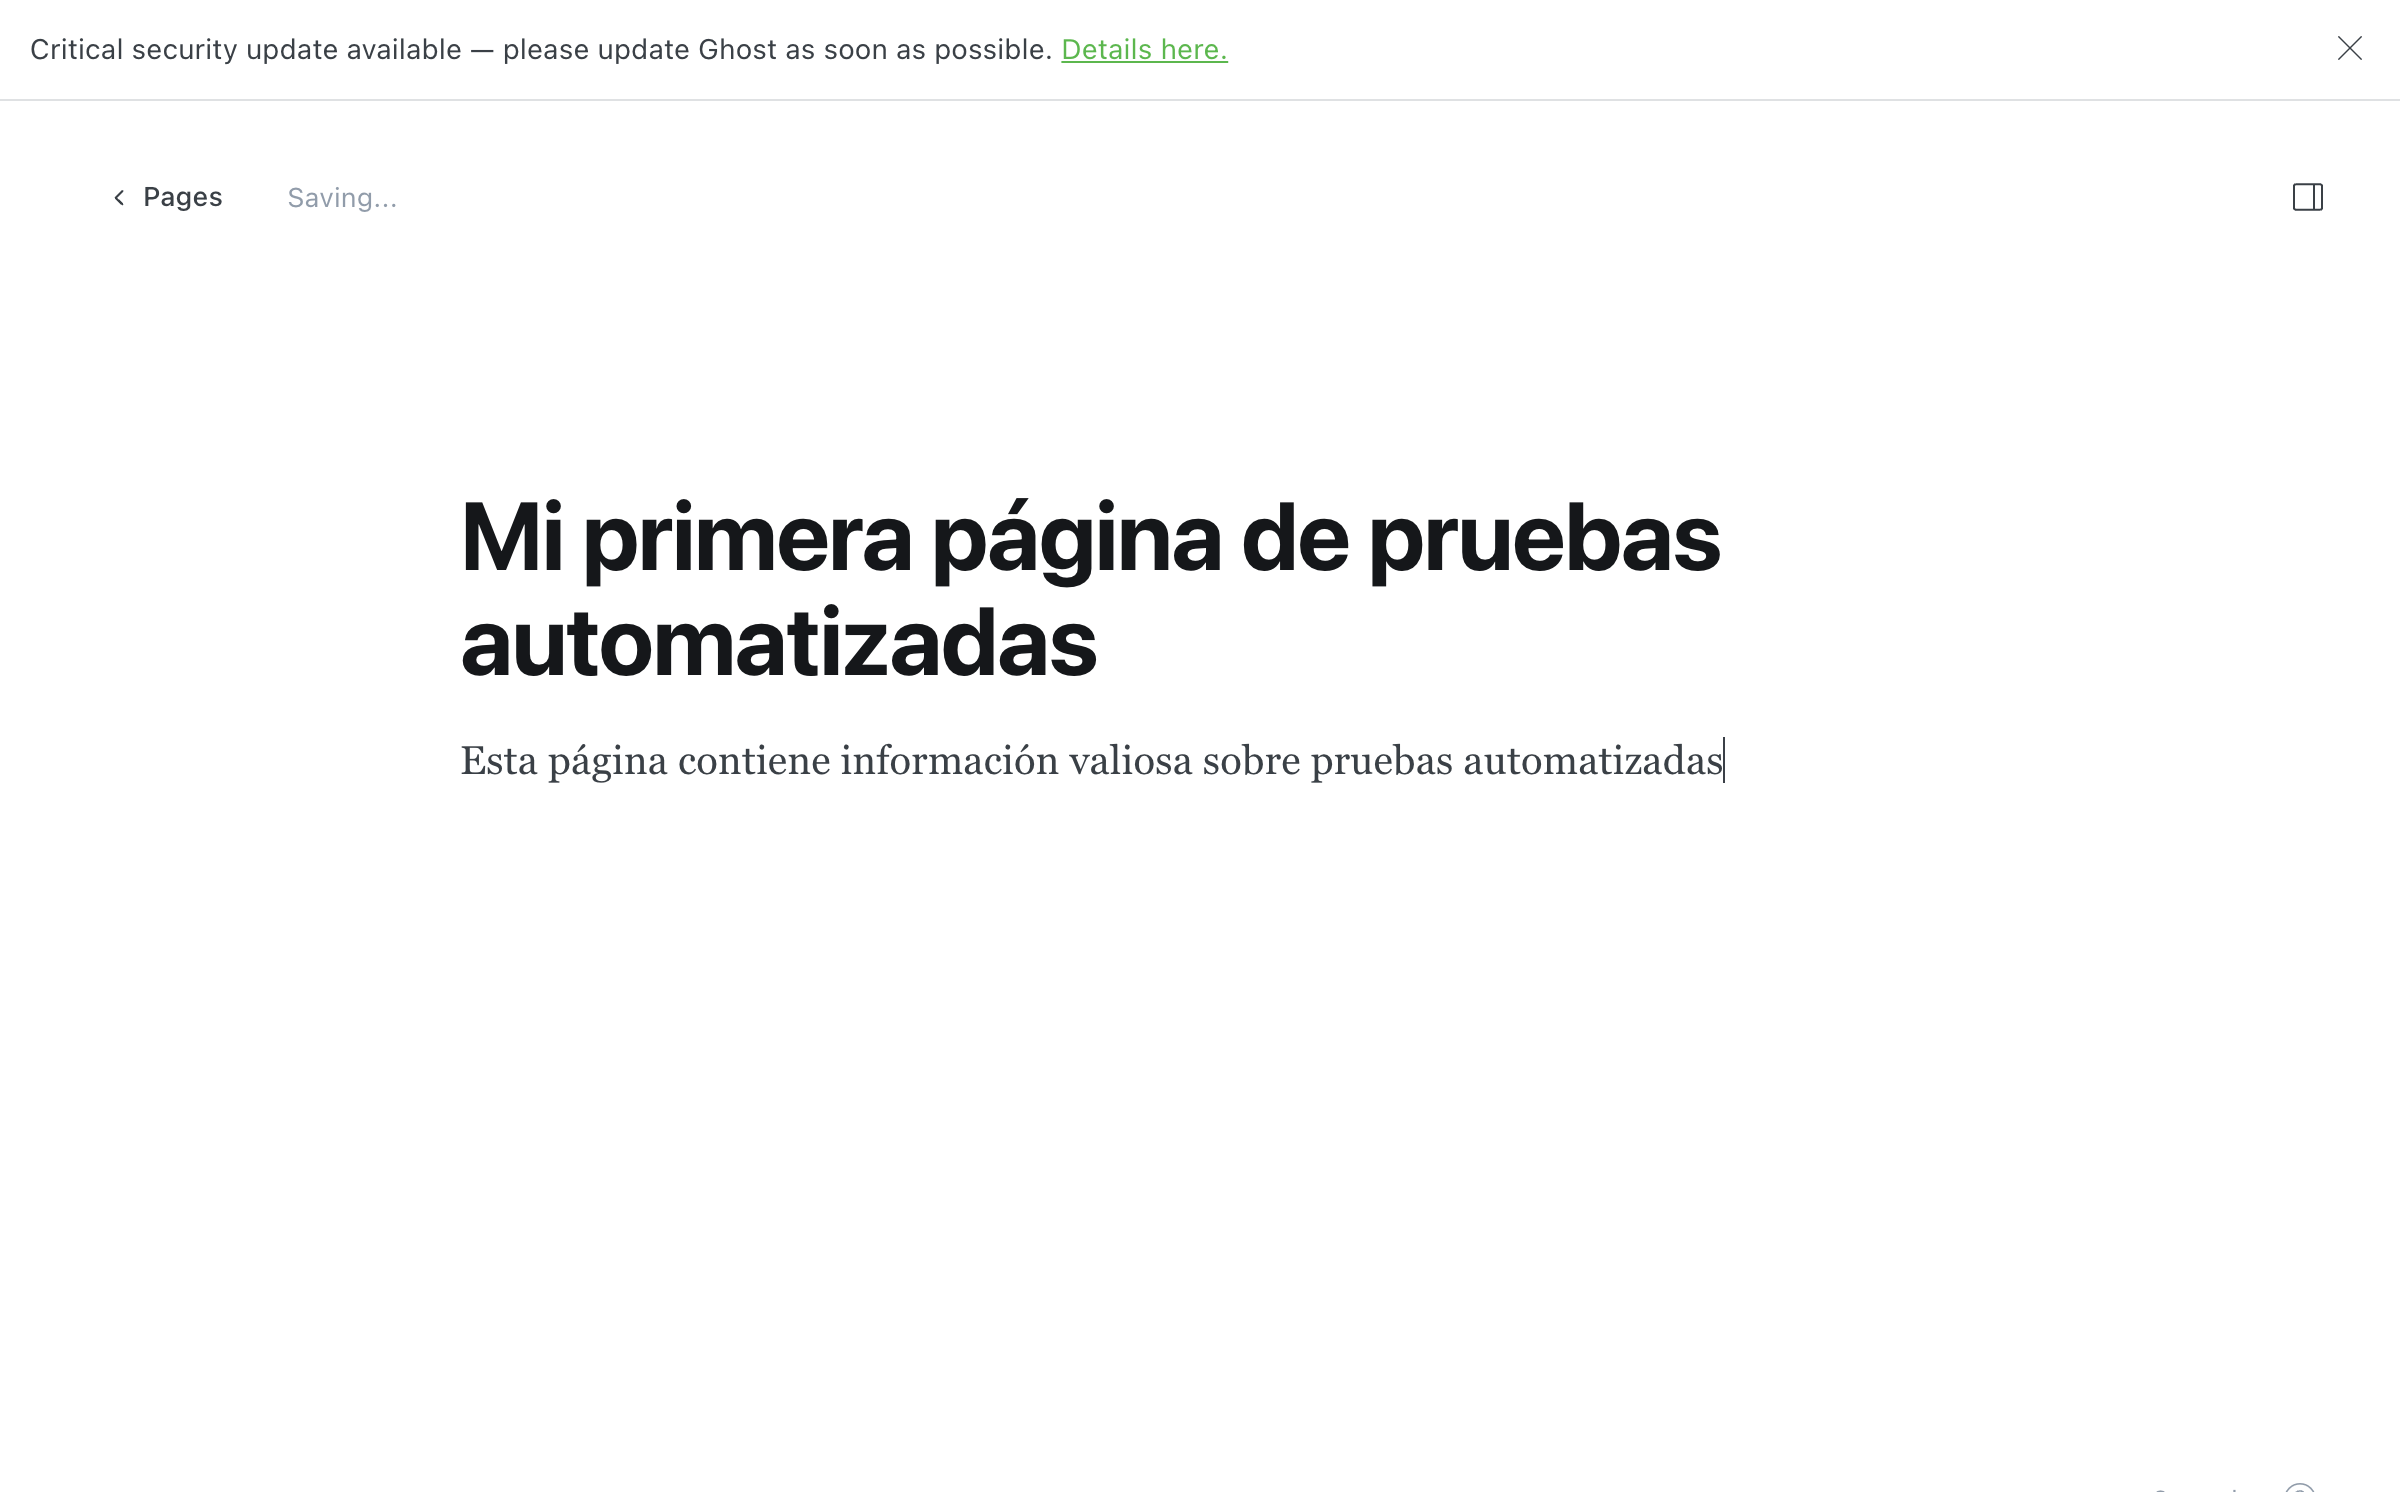 Critical security update available — please update Ghost as soon as possible. Details here.
Pages
Saving...
Mi primera página de pruebas
automatizadas
Esta página contiene información valiosa sobre pruebas automatizadas